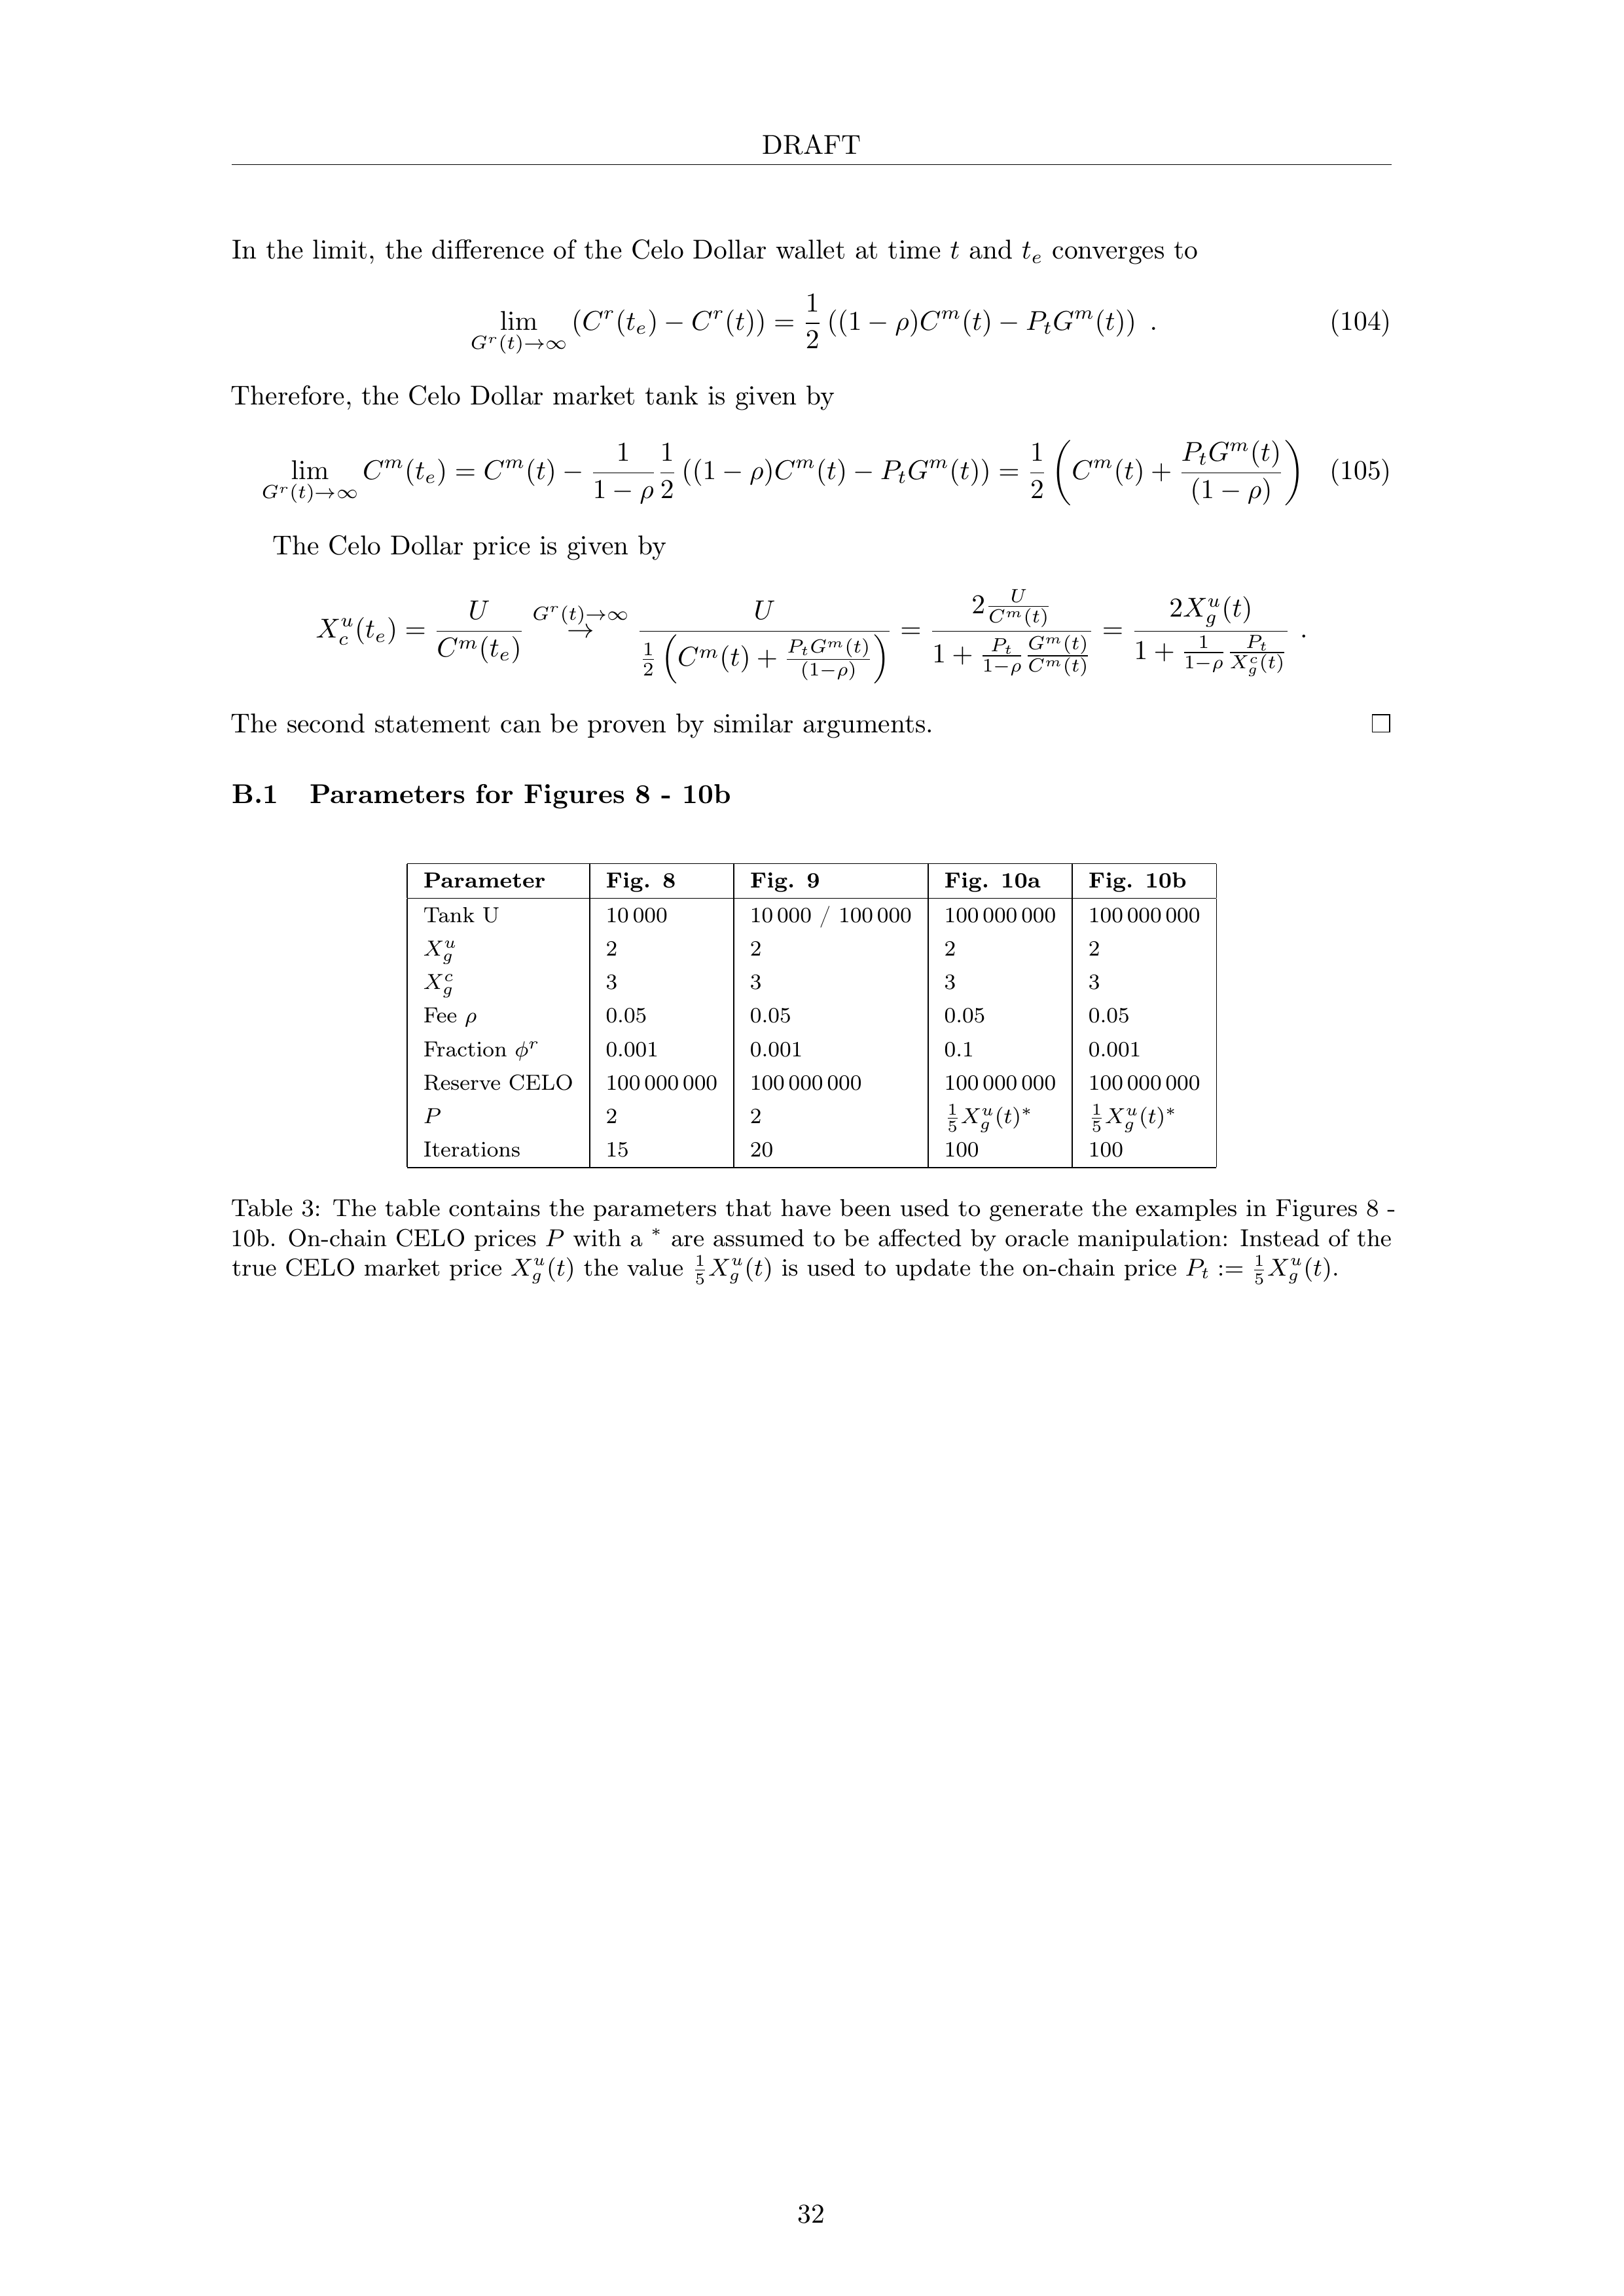 DRAFT
In the limit, the difference of the Celo Dollar wallet at time $t$ and $t_e$ converges to
$$\lim_{G^r(t)\to\infty} (C^r(t_e) - C^r(t)) = \frac{1}{2} ((1-\rho)C^m(t) - P_tG^m(t)) \ . \quad (104)$$
Therefore, the Celo Dollar market tank is given by
$$\lim_{G^r(t)\to\infty} C^m(t_e) = C^m(t) - \frac{1}{1-\rho}\frac{1}{2} ((1-\rho)C^m(t) - P_tG^m(t)) = \frac{1}{2}\left(C^m(t) + \frac{P_tG^m(t)}{(1-\rho)}\right) \quad (105)$$
The Celo Dollar price is given by
$$X_c^u(t_e) = \frac{U}{C^m(t_e)} \overset{G^r(t)\to\infty}{\to} \frac{U}{\frac{1}{2}\left(C^m(t) + \frac{P_tG^m(t)}{(1-\rho)}\right)} = \frac{2\frac{U}{C^m(t)}}{1 + \frac{P_t}{1-\rho}\frac{G^m(t)}{C^m(t)}} = \frac{2X_g^u(t)}{1 + \frac{1}{1-\rho}\frac{P_t}{X_g^c(t)}} \ .$$
The second statement can be proven by similar arguments. □
B.1 Parameters for Figures 8 - 10b
Parameter Fig. 8 Fig. 9 Fig. 10a Fig. 10b
Tank U 10 000 10 000 / 100 000 100 000 000 100 000 000
$X_g^u$ 2 2 2 2
$X_g^c$ 3 3 3 3
Fee $\rho$ 0.05 0.05 0.05 0.05
Fraction $\phi^r$ 0.001 0.001 0.1 0.001
Reserve CELO 100 000 000 100 000 000 100 000 000 100 000 000
$P$ 2 2 $\frac{1}{5}X_g^u(t)^*$ $\frac{1}{5}X_g^u(t)^*$
Iterations 15 20 100 100
Table 3: The table contains the parameters that have been used to generate the examples in Figures 8 -
10b. On-chain CELO prices $P$ with a $^*$ are assumed to be affected by oracle manipulation: Instead of the
true CELO market price $X_g^u(t)$ the value $\frac{1}{5}X_g^u(t)$ is used to update the on-chain price $P_t := \frac{1}{5}X_g^u(t)$.
32